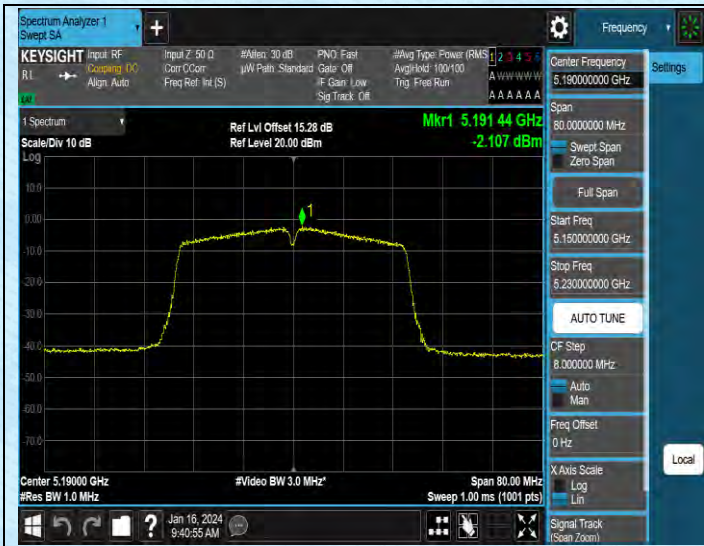 Spectrum Analyzer 1
Swept SA
Frequency
KEYSIGHT
Input: RF
Coupling: DC
Align: Auto
Input Z: 50 Ω
Corr CCorr
Freq Ref: Int (S)
#Atten: 30 dB
µW Path: Standard
PNO: Fast
Gate: Off
IF Gain: Low
Sig Track: Off
#Avg Type: Power (RMS
Avg|Hold: 100/100
Trig: Free Run
1 2 3 4 5 6
A W W W W W
A A A A A A
1 Spectrum
Scale/Div 10 dB
Log
Ref Lvl Offset 15.28 dB
Ref Level 20.00 dBm
Mkr1 5.191 44 GHz
-2.107 dBm
1
10.0
0.00
-10.0
-20.0
-30.0
-40.0
-50.0
-60.0
-70.0
Center 5.19000 GHz
#Res BW 1.0 MHz
#Video BW 3.0 MHz*
Span 80.00 MHz
Sweep 1.00 ms (1001 pts)
Center Frequency
5.190000000 GHz
Settings
Span
80.0000000 MHz
Swept Span
Zero Span
Full Span
Start Freq
5.150000000 GHz
Stop Freq
5.230000000 GHz
AUTO TUNE
CF Step
8.000000 MHz
Auto
Man
Freq Offset
0 Hz
X Axis Scale
Log
Lin
Local
Signal Track
(Span Zoom)
?
Jan 16, 2024
9:40:55 AM